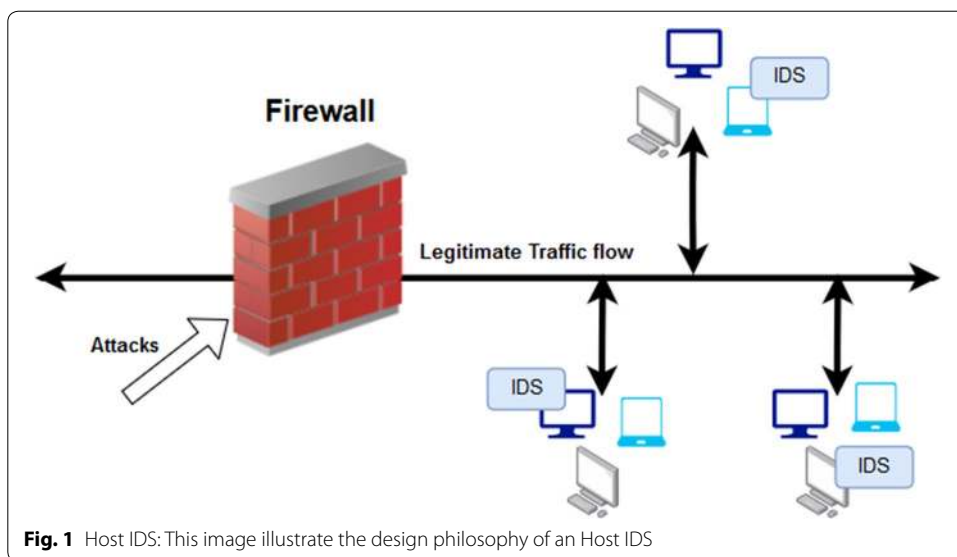 IDS
Firewall
Legitimate Traffic flow
Attacks
IDS
IDS
Fig. 1 Host IDS: This image illustrate the design philosophy of an Host IDS